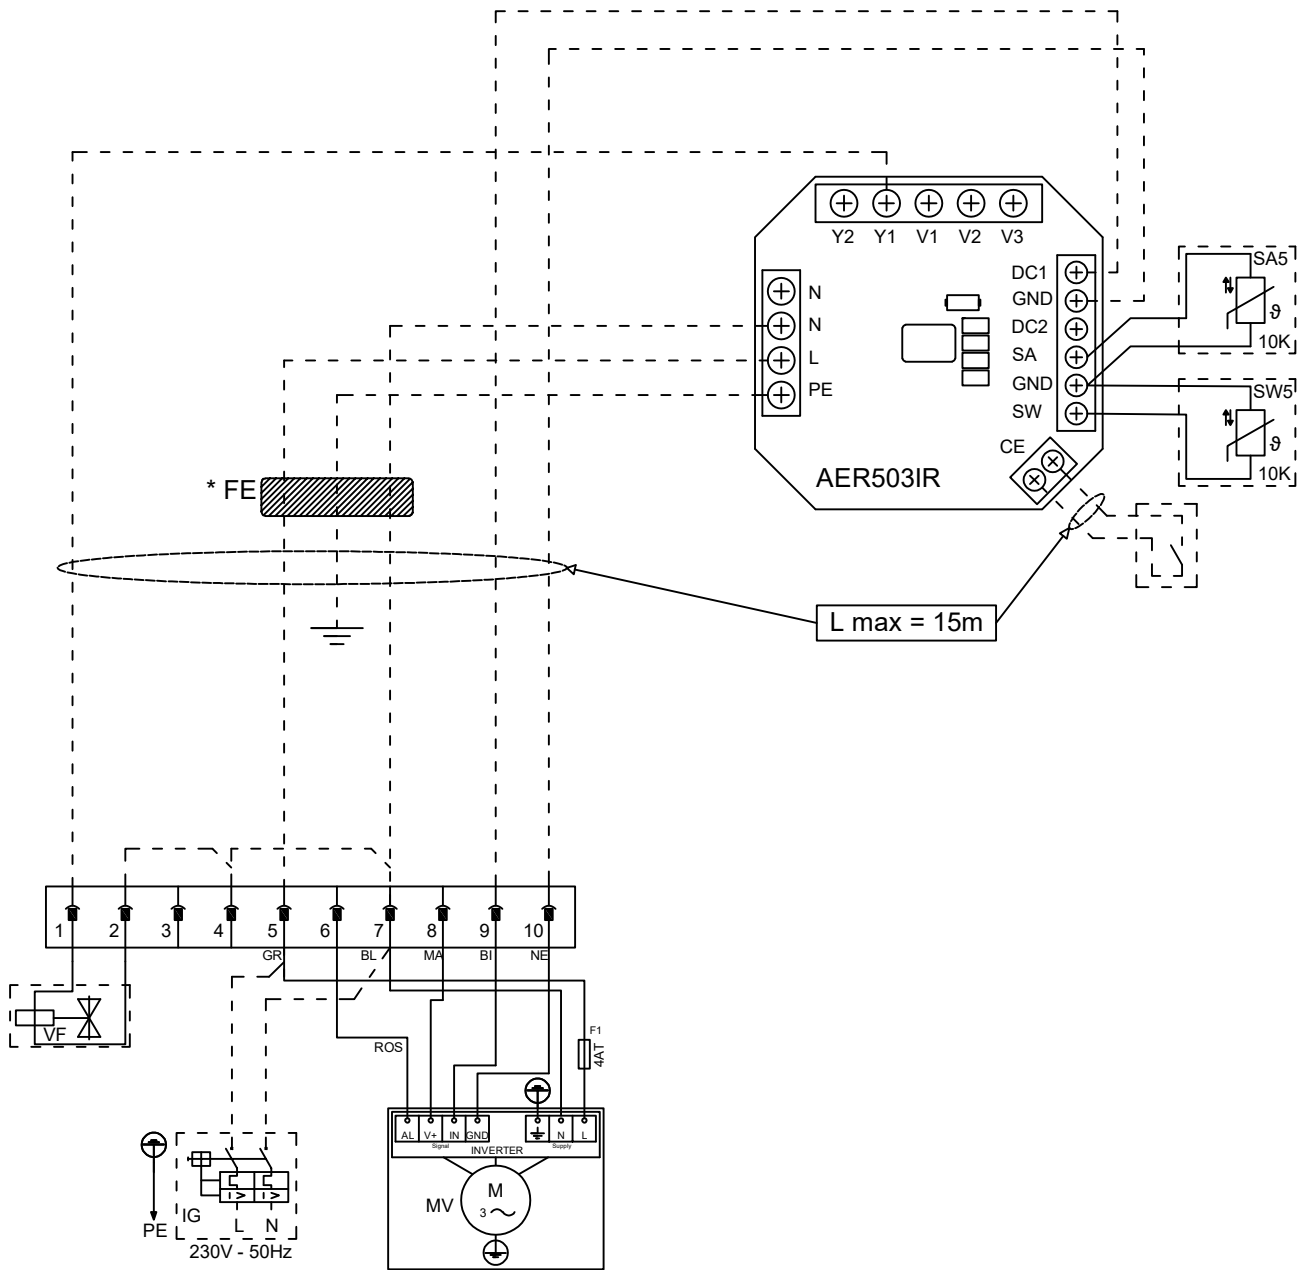 Y2 Y1 V1 V2 V3
N
N
L
PE
DC1
GND
DC2
SA
GND
SW
CE
AER503IR
SA5
ϑ
10K
SW5
ϑ
10K
* FE
L max = 15m
1 2 3 4 5 6 7 8 9 10
GR BL MA BI NE
VF
ROS
F1
4AT
AL V+ IN GND N L
Signal Supply
INVERTER
MV
M
3
PE
IG
I > I >
L N
230V - 50Hz